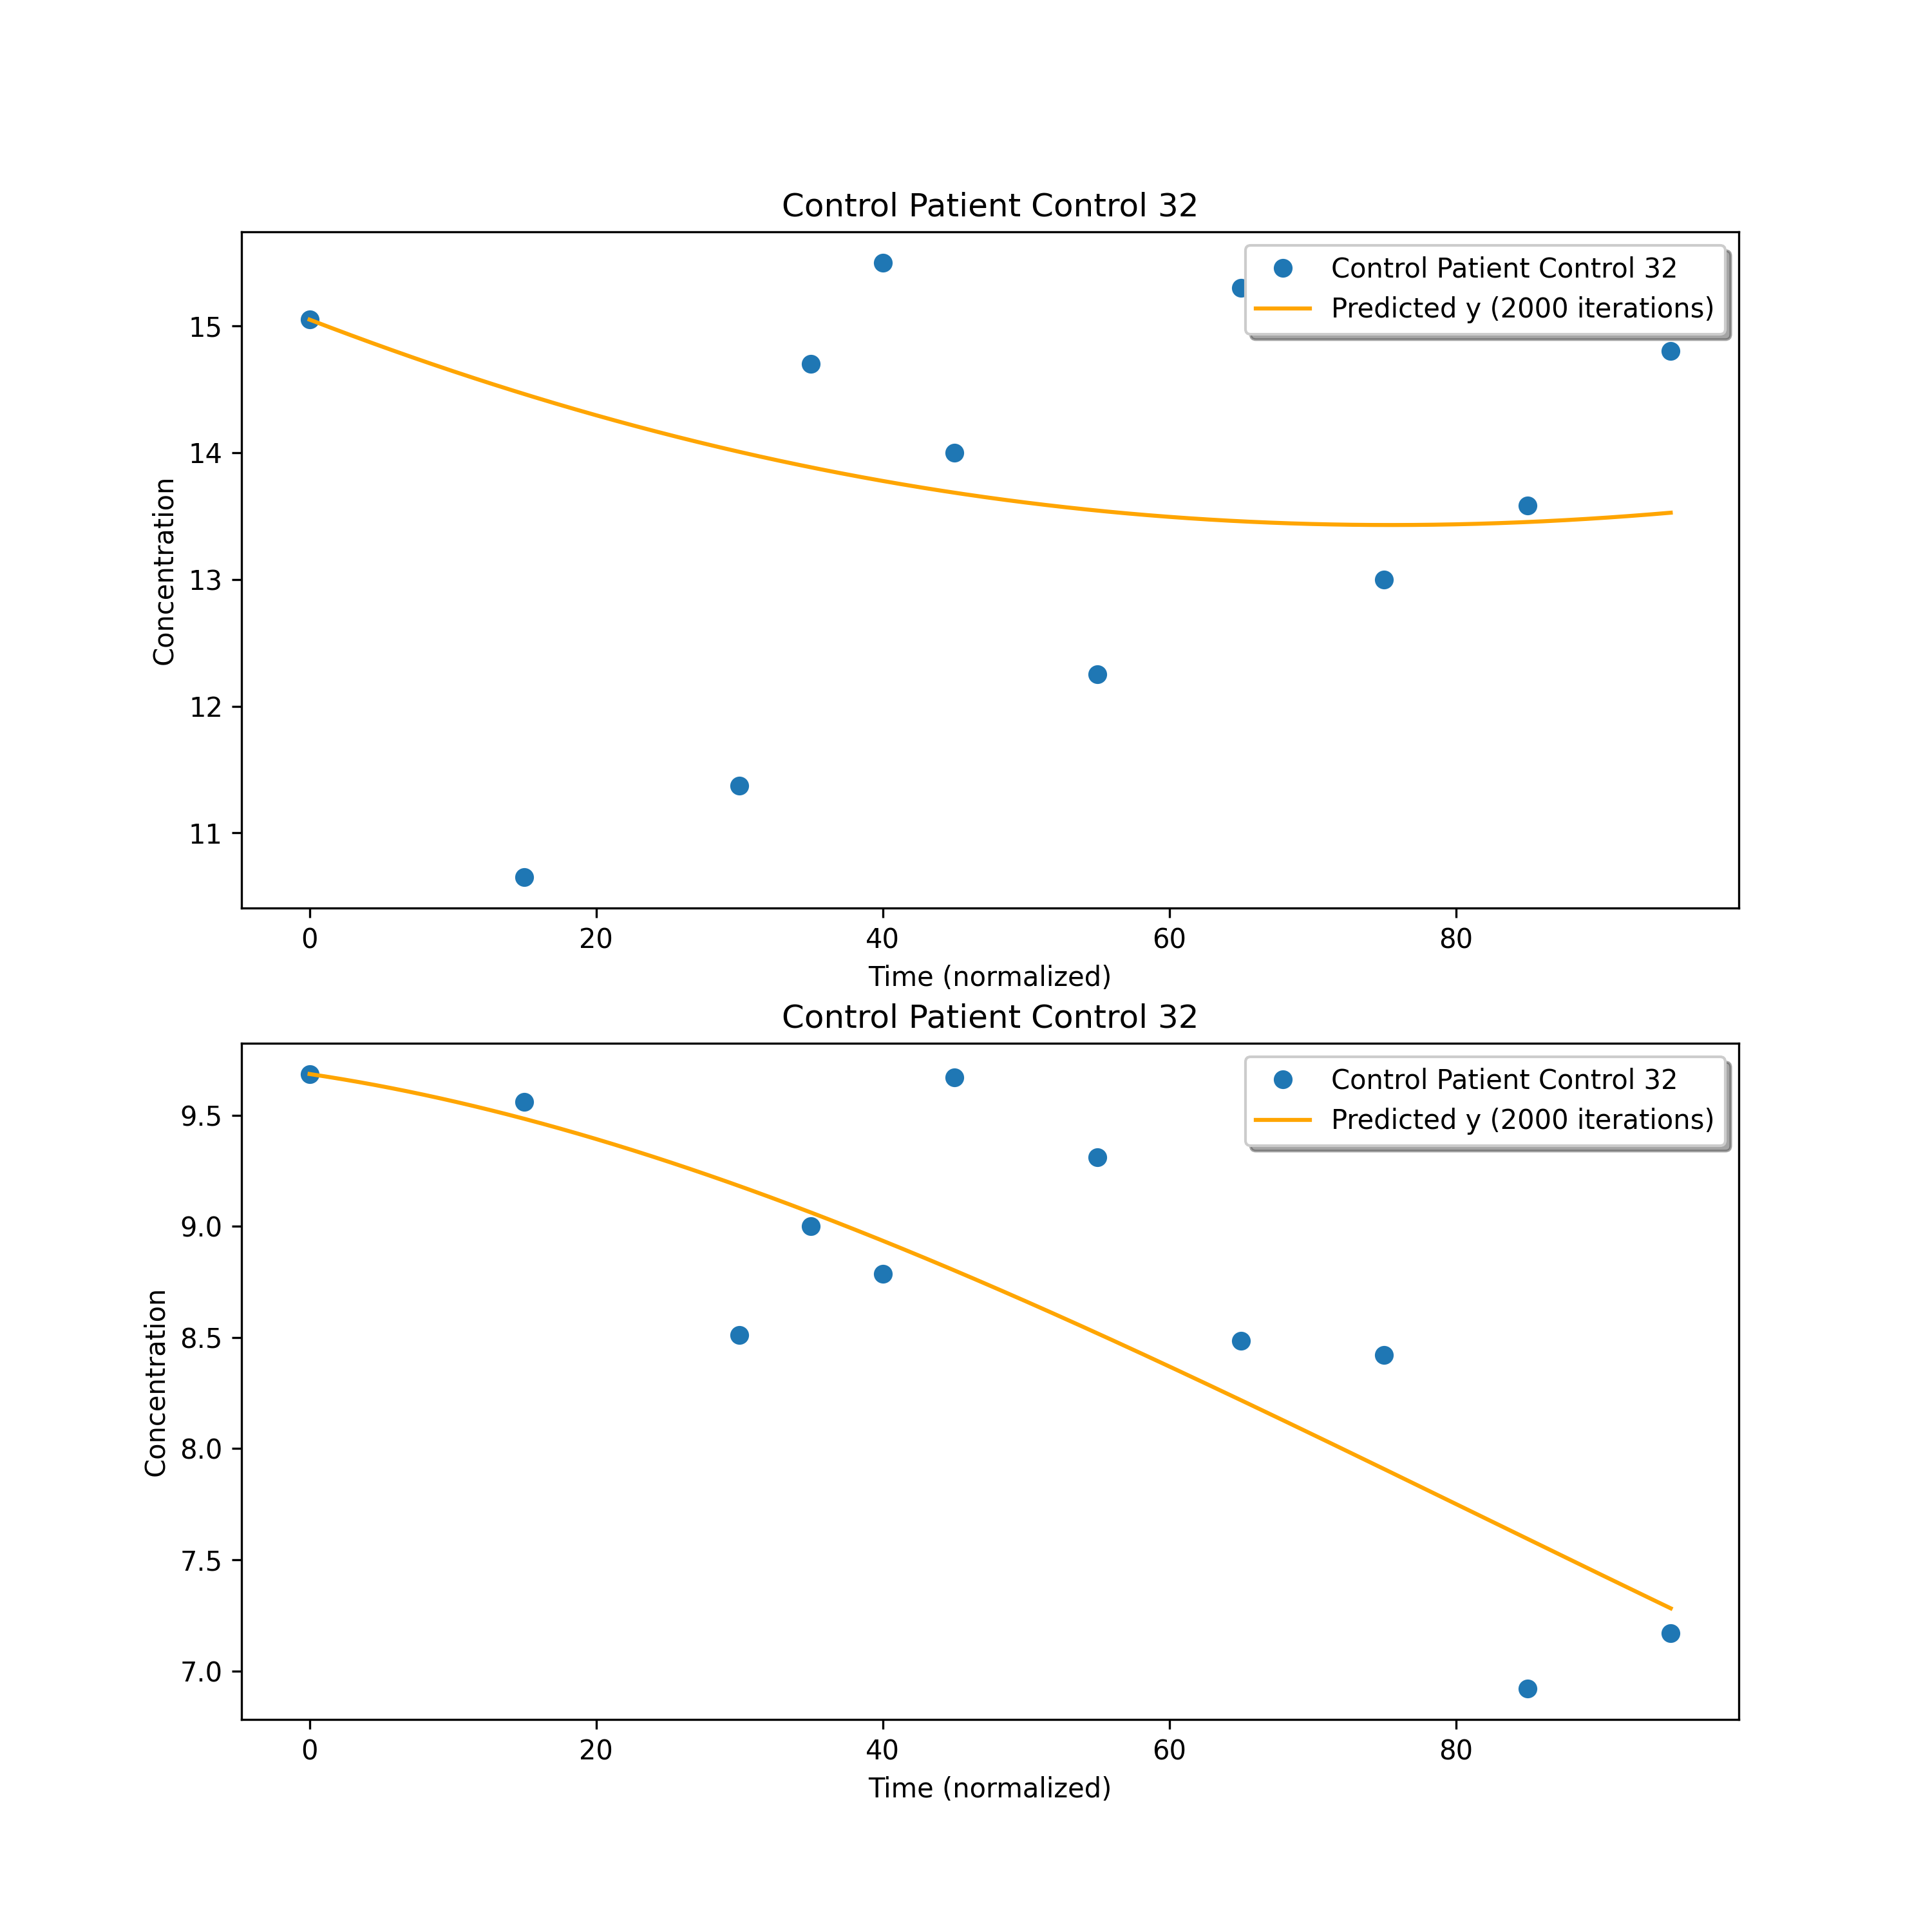 Control Patient Control 32
Control Patient Control 32
Predicted y (2000 iterations)
15
14
13
12
11
Concentration
0 20 40 60 80
Time (normalized)
Control Patient Control 32
Control Patient Control 32
Predicted y (2000 iterations)
9.5
9.0
8.5
8.0
7.5
7.0
Concentration
0 20 40 60 80
Time (normalized)